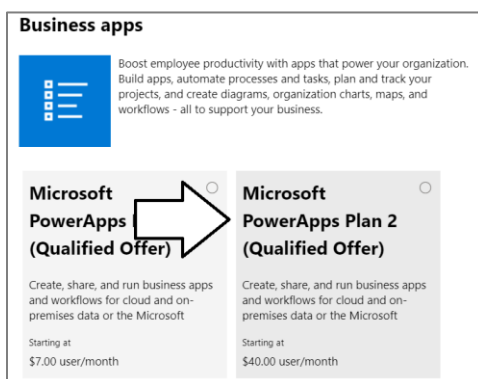 Business apps
Boost employee productivity with apps that power your organization.
Build apps, automate processes and tasks, plan and track your
projects, and create diagrams, organization charts, maps, and
workflows - all to support your business.
Microsoft
PowerApps
(Qualified Offer)
Create, share, and run business apps
and workflows for cloud and on-
premises data or the Microsoft
Starting at
$7.00 user/month
Microsoft
PowerApps Plan 2
(Qualified Offer)
Create, share, and run business apps
and workflows for cloud and on-
premises data or the Microsoft
Starting at
$40.00 user/month